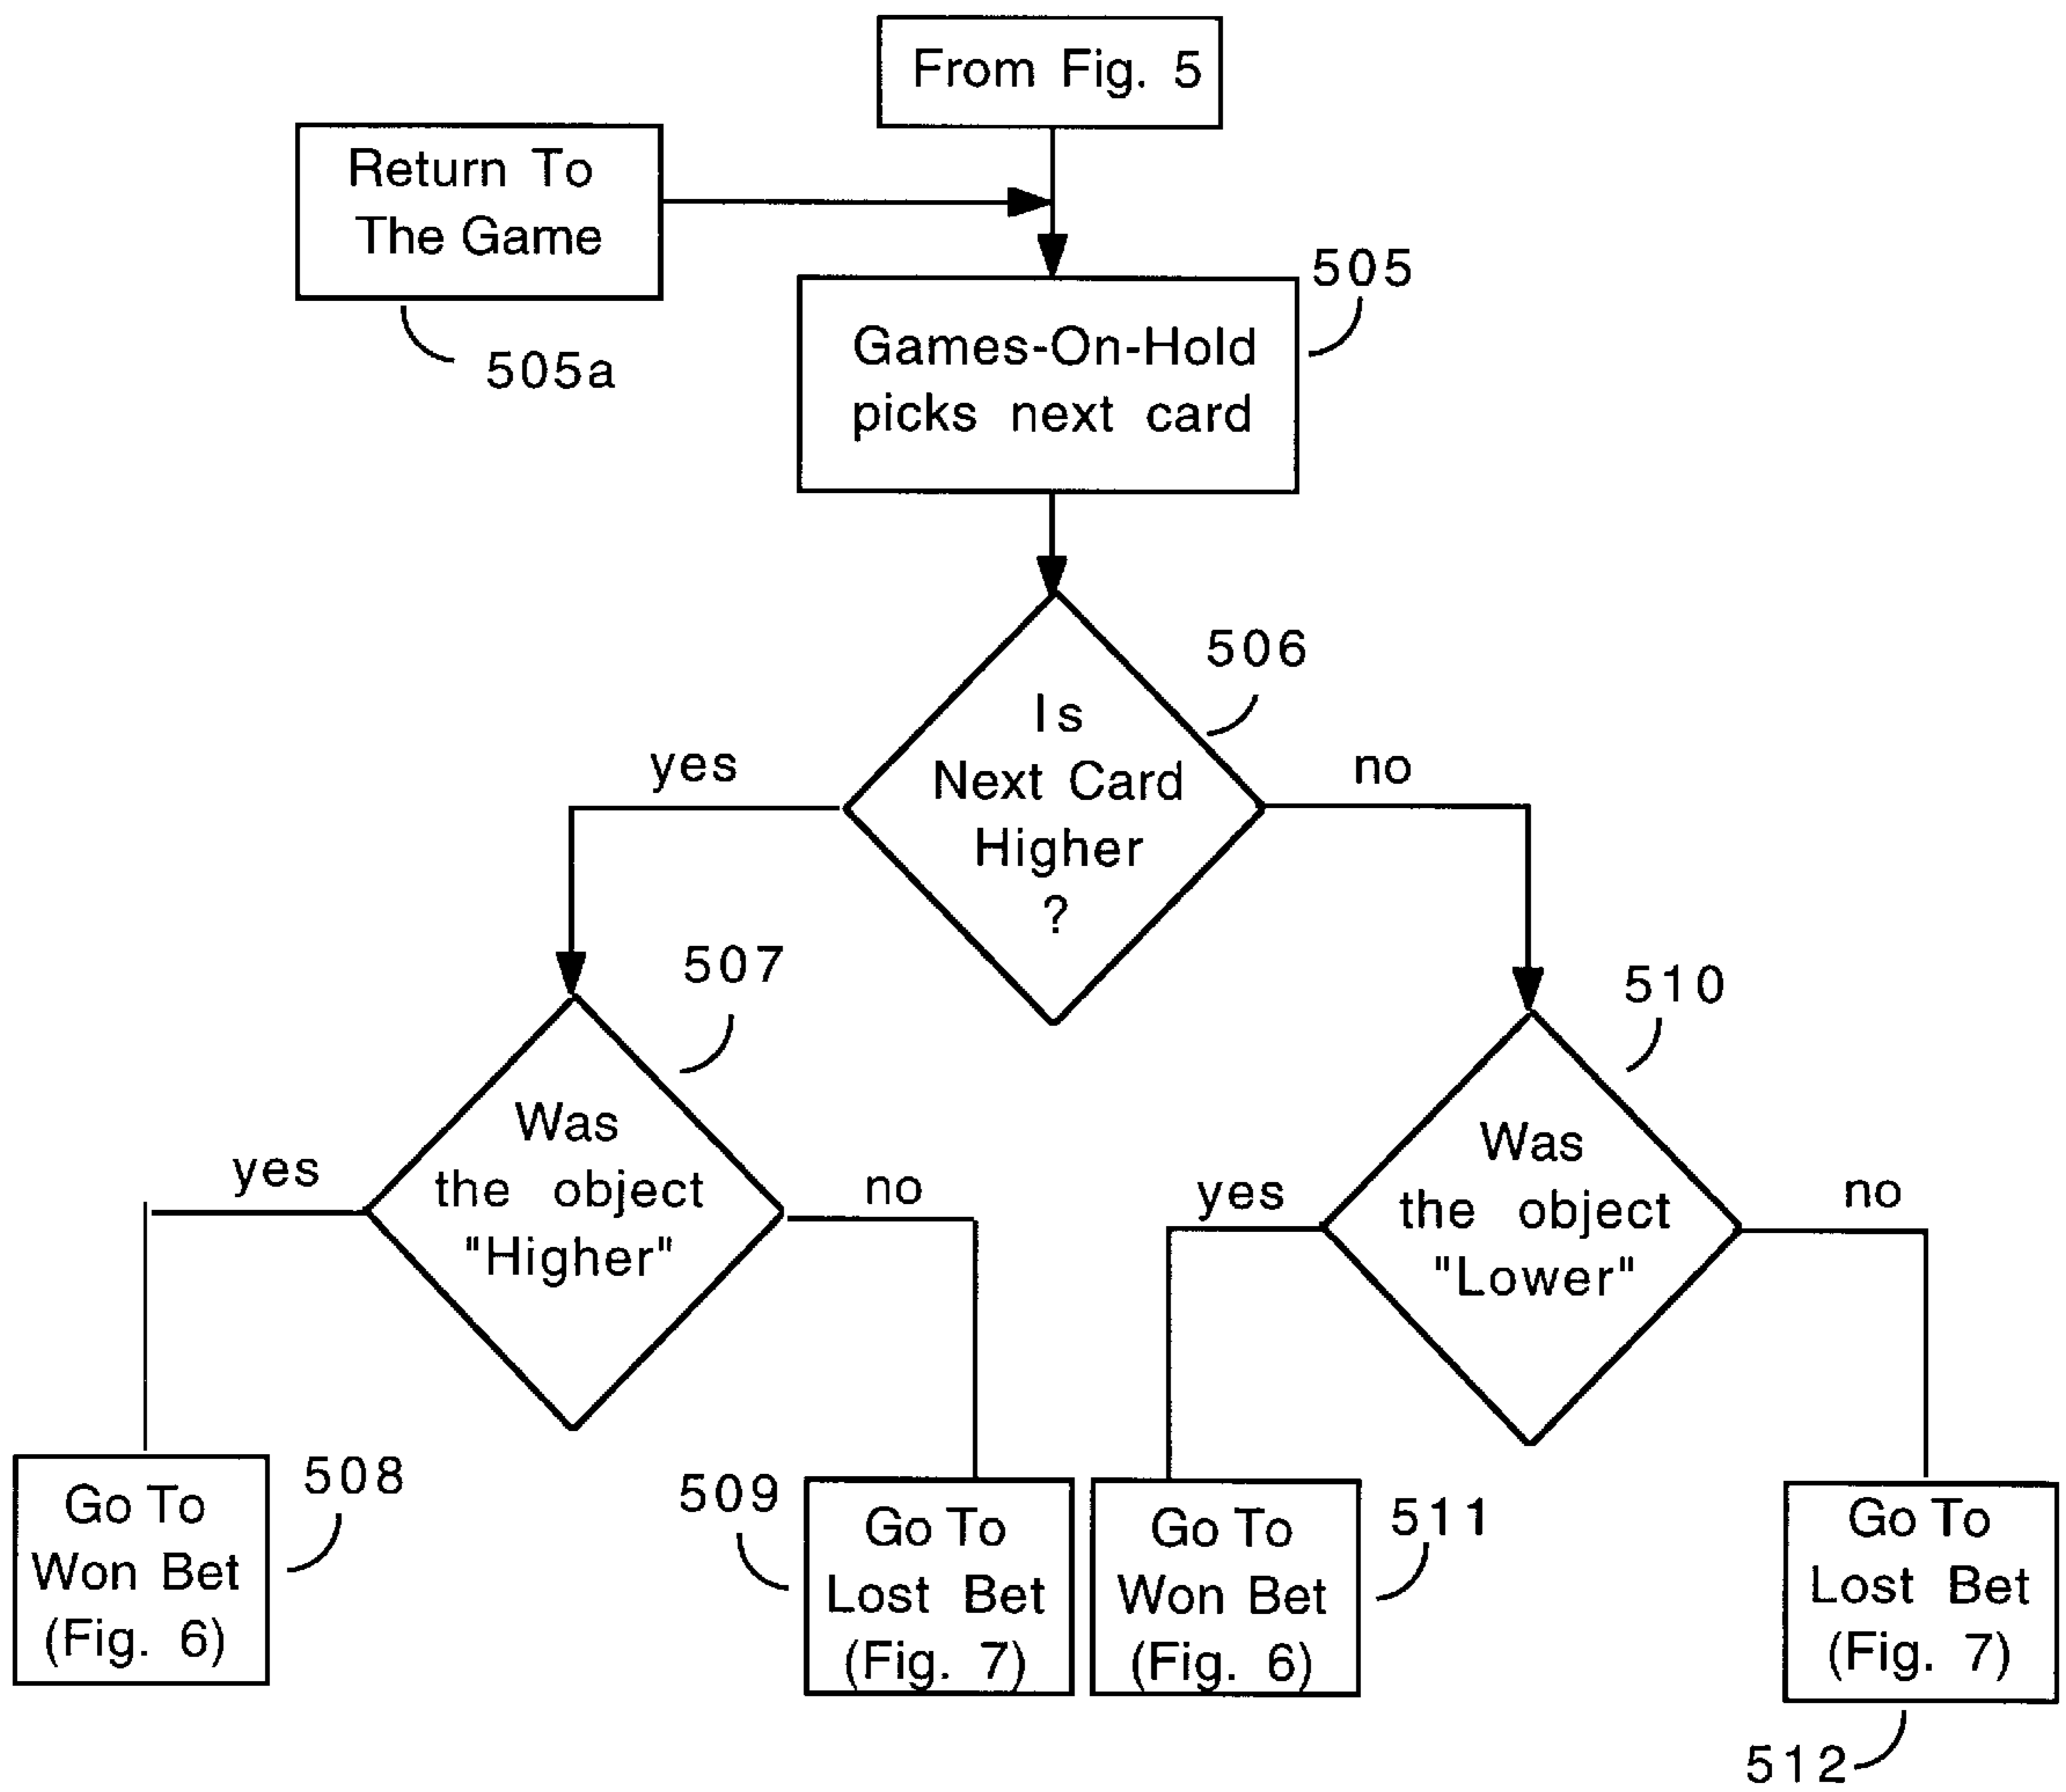 From Fig. 5
Return To
The Game
505a
505
Games-On-Hold
picks next card
506
Is
Next Card
Higher
?
yes
no
507
Was
the object
"Higher"
yes
no
510
Was
the object
"Lower"
yes
no
Go To
Won Bet
(Fig. 6)
508
509
Go To
Lost Bet
(Fig. 7)
Go To
Won Bet
(Fig. 6)
511
Go To
Lost Bet
(Fig. 7)
512